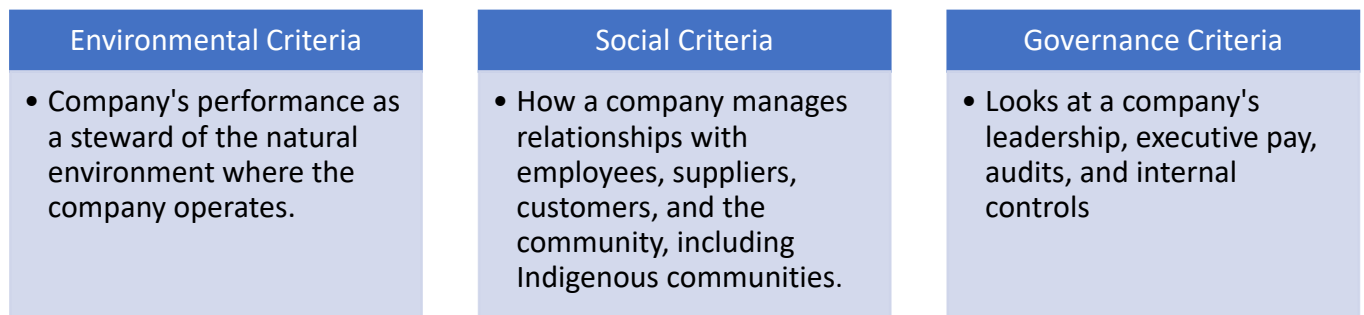 Environmental Criteria
• Company's performance as
a steward of the natural
environment where the
company operates.
Social Criteria
• How a company manages
relationships with
employees, suppliers,
customers, and the
community, including
Indigenous communities.
Governance Criteria
• Looks at a company's
leadership, executive pay,
audits, and internal
controls